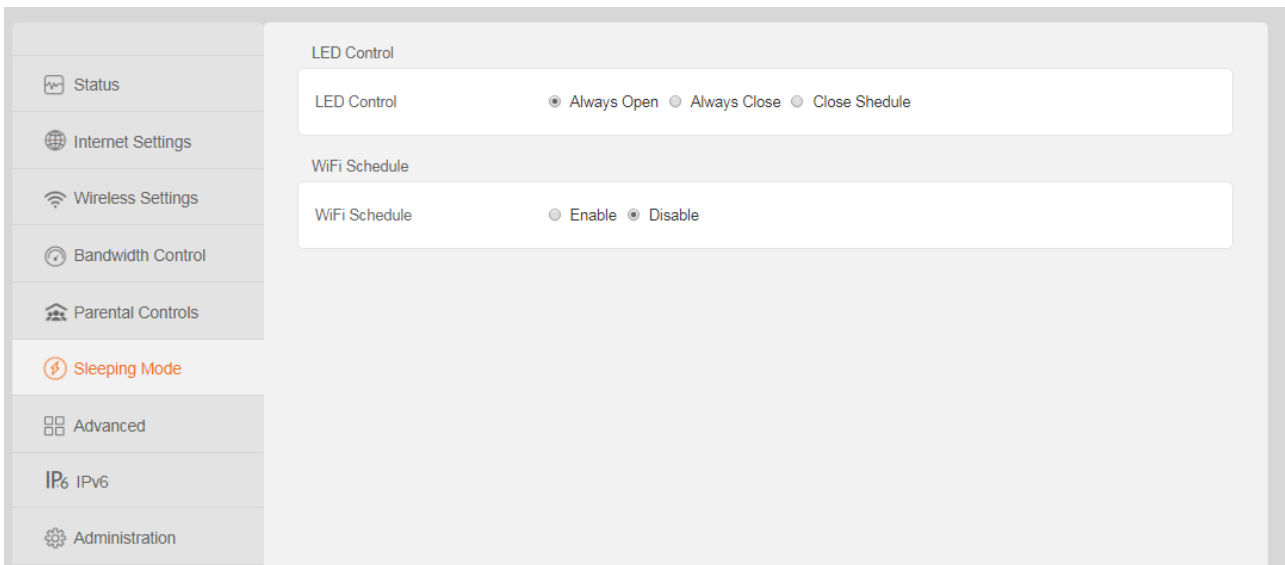 Status
Internet Settings
Wireless Settings
Bandwidth Control
Parental Controls
Sleeping Mode
Advanced
IPv6 IPv6
Administration
LED Control
LED Control Always Open Always Close Close Shedule
WiFi Schedule
WiFi Schedule Enable Disable